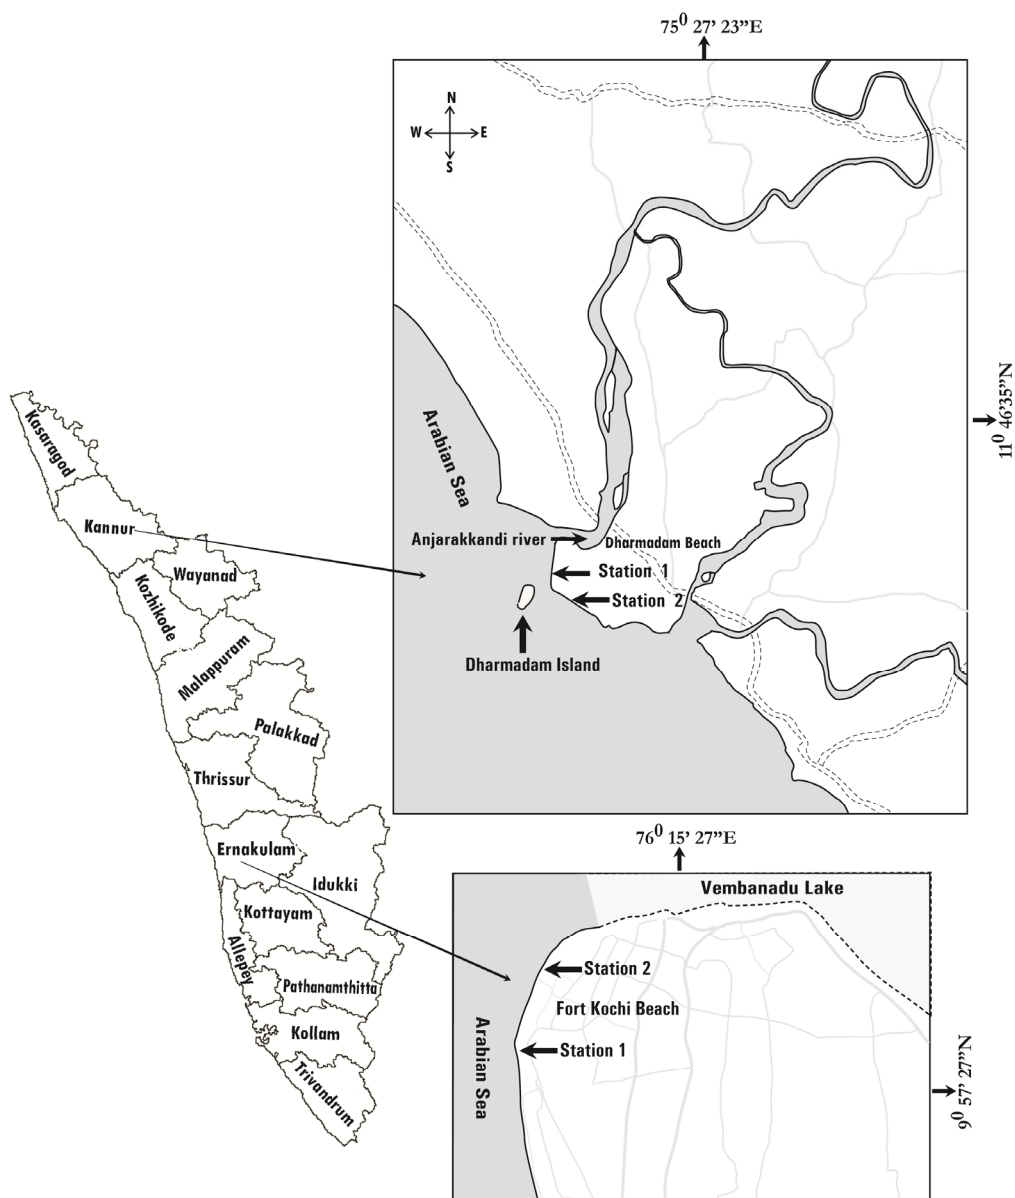 75⁰ 27’ 23”E
N
W E
S
11⁰ 46’35”N
Arabian Sea
Anjarakkandi river
Dharmadam Beach
Station 1
Station 2
Dharmadam Island
Kasaragod
Kannur
Wayanad
Kozhikode
Malappuram
Palakkad
Thrissur
Ernakulam
Idukki
Kottayam
Allepey
Pathanamthitta
Kollam
Trivandrum
76⁰ 15’ 27”E
Vembanadu Lake
Station 2
Fort Kochi Beach
Station 1
Arabian Sea
9⁰ 57’ 27”N